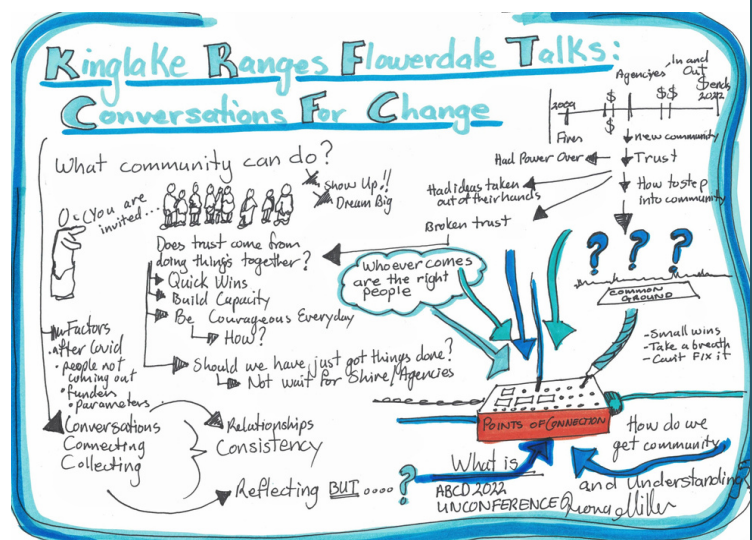 Kinglake Ranges Flowerdale Talks:
Conversations For Change
Agencies' In and Out
$ends
2022
2009
$
$ $
$
Fires
new community
Trust
Had Power Over
How to step
into community
Had ideas taken
out of their hands
Broken trust
What community can do?
Show Up!!
Dream Big
(You are
invited...
Does trust come from
doing things together?
Quick Wins
Build Capacity
Be Courageous Everyday
How?
Should we have just got things done?
Not wait for Shire/Agencies
Whoever comes
are the right
people
? ? ?
COMMON
GROUND
- Small wins
- Take a breath
- Can't FIX it
Factors
after Covid
• people not
coming out
• funders
• parameters
Conversations
Connecting
Collecting
Relationships
Consistency
Reflecting BUT .... ?
POINTS OF CONNECTION
How do we
get community
and Understanding
What is
ABCD 2022
UNCONFERENCE